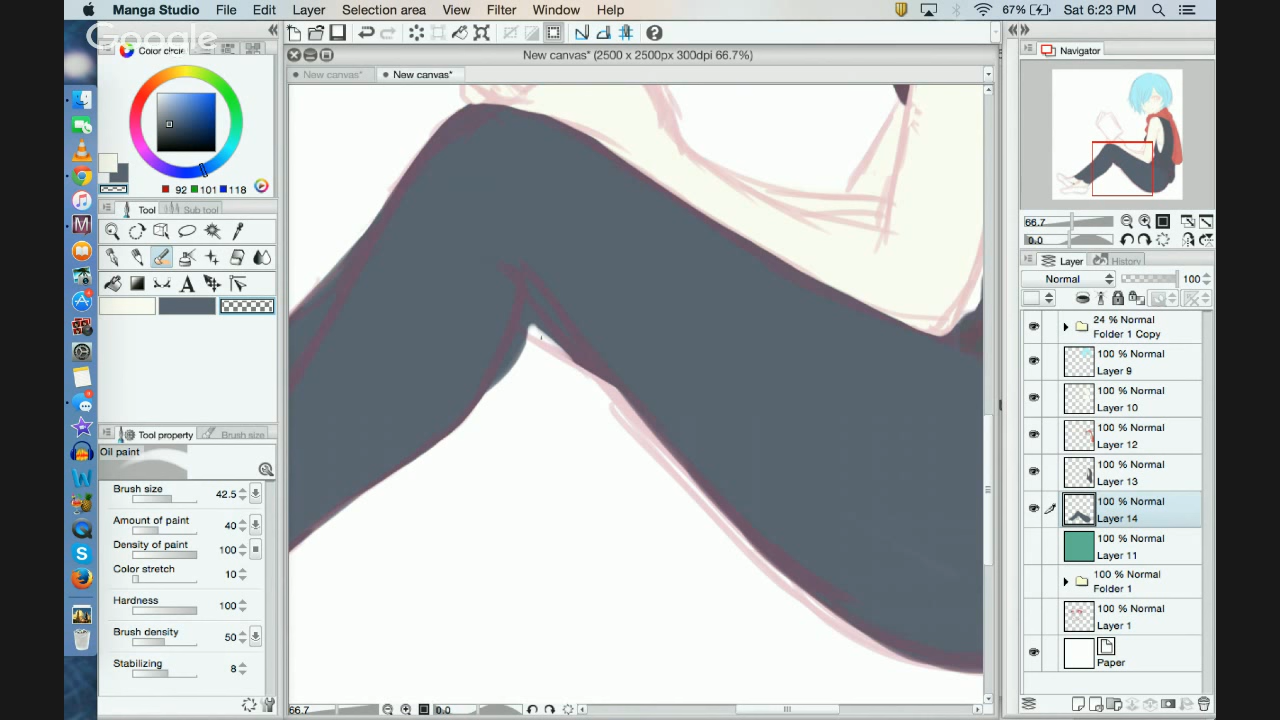 Manga Studio File Edit Layer Selection area View Filter Window Help
67% Sat 6:23 PM
Google
Color circle
New canvas* (2500 x 2500px 300dpi 66.7%)
New canvas* New canvas*
Navigator
92 101 118
Tool Sub tool
66.7
0.0
Layer History
Normal 100
24 % Normal
Folder 1 Copy
100 % Normal
Layer 9
100 % Normal
Layer 10
100 % Normal
Layer 12
100 % Normal
Layer 13
100 % Normal
Layer 14
100 % Normal
Layer 11
100 % Normal
Folder 1
100 % Normal
Layer 1
Paper
Tool property Brush size
Oil paint
Brush size 42.5
Amount of paint 40
Density of paint 100
Color stretch 10
Hardness 100
Brush density 50
Stabilizing 8
66.7 0.0